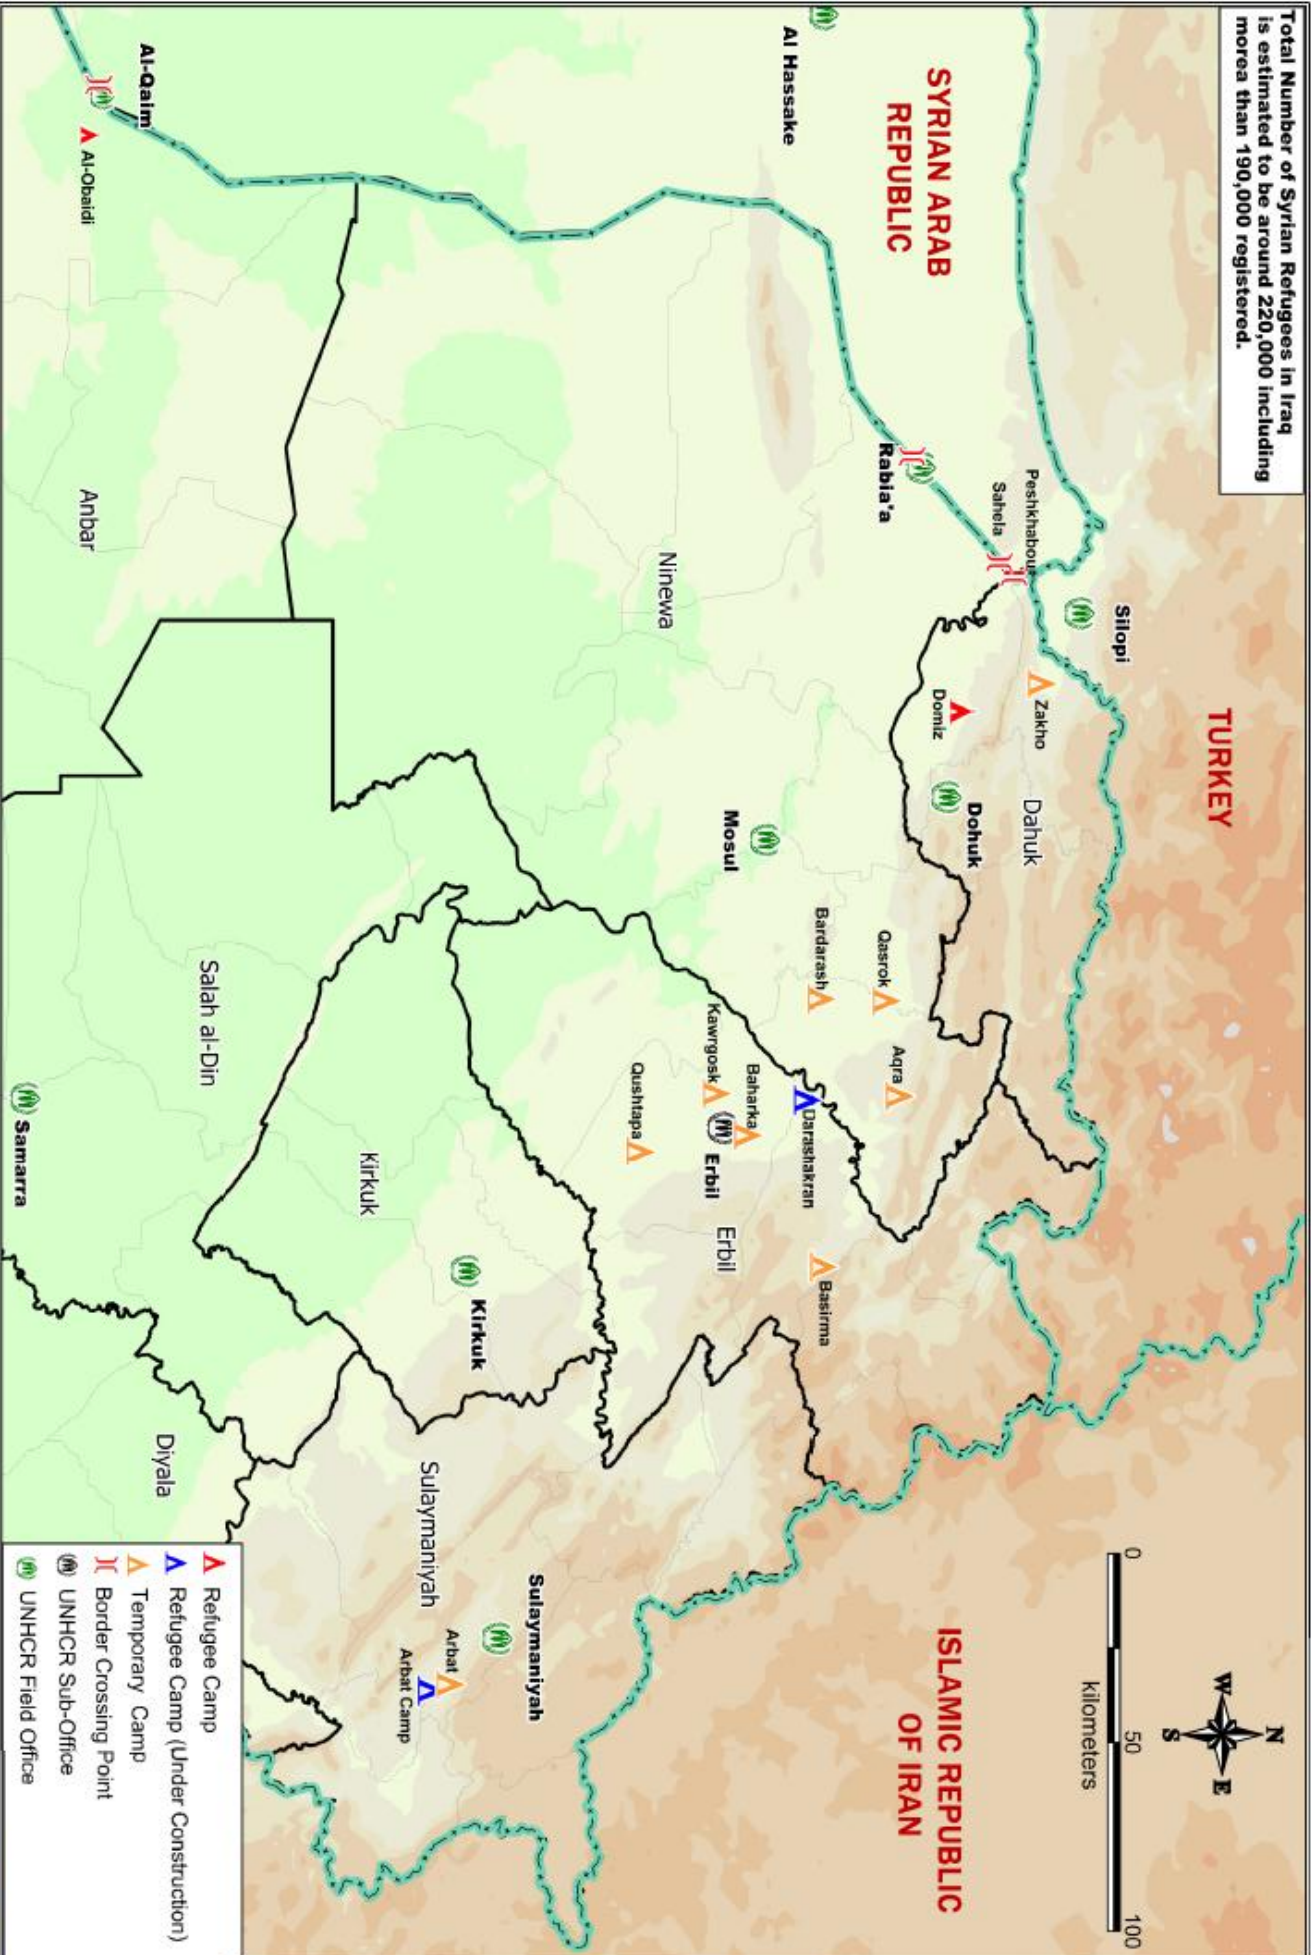 Total Number of Syrian Refugees in Iraq
is estimated to be around 220,000 including
morea than 190,000 registered.
TURKEY
N
W
E
S
0
50
100
kilometers
Silopi
Peshkhabour
Sahela
Zakho
Dahuk
SYRIAN ARAB
REPUBLIC
Domiz
Dohuk
ISLAMIC REPUBLIC
OF IRAN
Rabia'a
Qasrok
Aqra
Al Hassake
Bardarash
Darashakran
Basirma
Mosul
Baharka
Kawrgosk
Erbil
Erbil
Ninewa
Qushtapa
Sulaymaniyah
Kirkuk
Arbat
Sulaymaniyah
Arbat Camp
Kirkuk
Salah al-Din
Al-Qaim
Al-Obaidi
Anbar
Diyala
Samarra
Refugee Camp
Refugee Camp (Under Construction)
Temporary Camp
Border Crossing Point
UNHCR Sub-Office
UNHCR Field Office